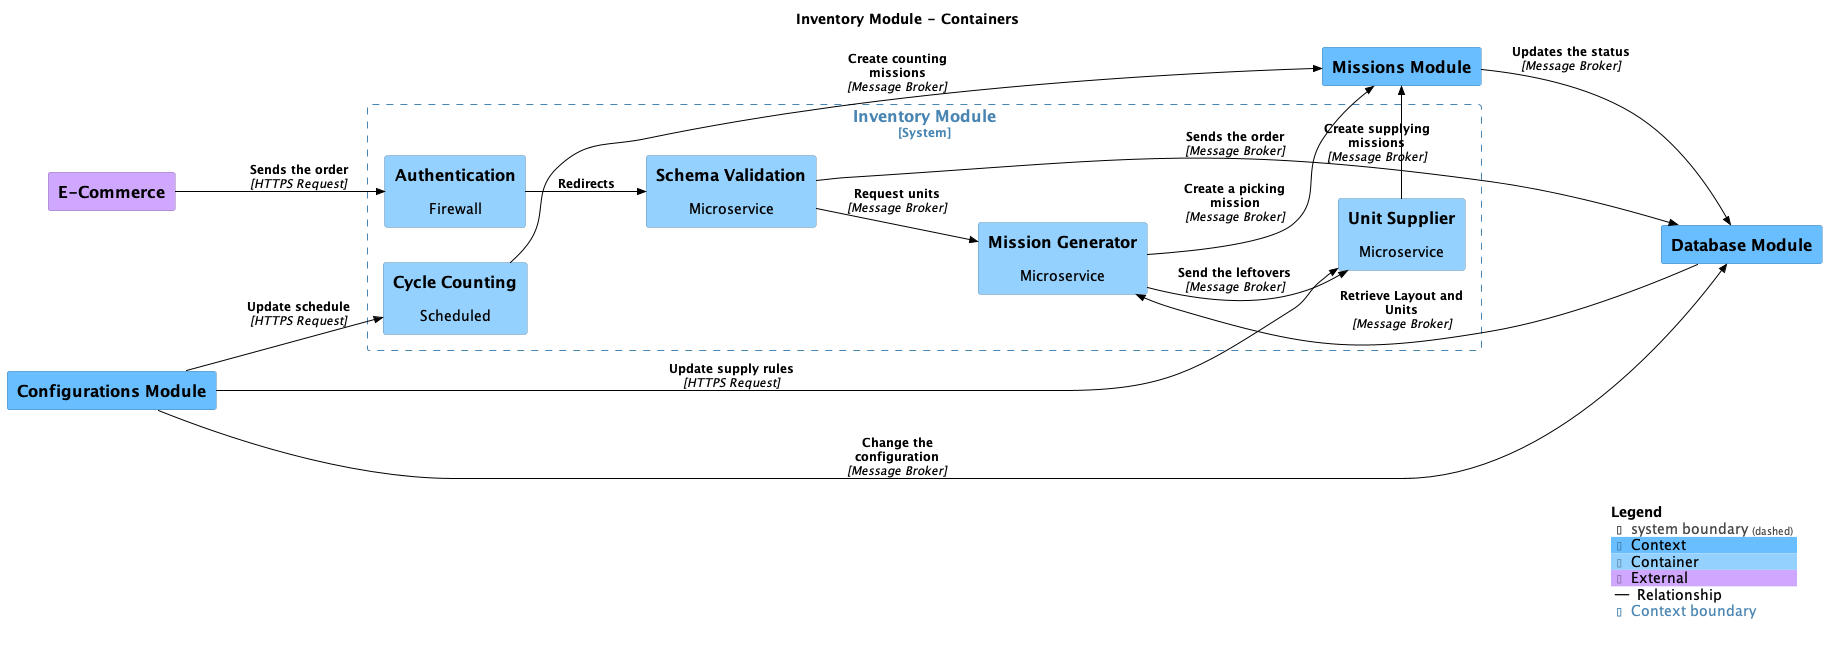 Inventory Module - Containers
Create counting
missions
[Message Broker]
Missions Module
Updates the status
[Message Broker]
Inventory Module
[System]
Sends the order
[HTTPS Request]
E-Commerce
Authentication
Firewall
Redirects
Schema Validation
Microservice
Sends the order
[Message Broker]
Create supplying
missions
[Message Broker]
Request units
[Message Broker]
Create a picking
mission
[Message Broker]
Mission Generator
Microservice
Unit Supplier
Microservice
Database Module
Cycle Counting
Scheduled
Send the leftovers
[Message Broker]
Retrieve Layout and
Units
[Message Broker]
Update schedule
[HTTPS Request]
Configurations Module
Update supply rules
[HTTPS Request]
Change the
configuration
[Message Broker]
Legend
system boundary (dashed)
Context
Container
External
Relationship
Context boundary